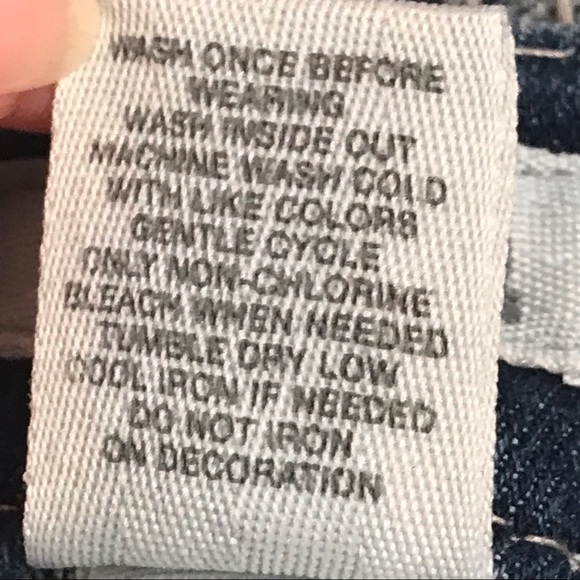 WASH ONCE BEFORE
WEARING
WASH INSIDE OUT
MACHINE WASH COLD
WITH LIKE COLORS
GENTLE CYCLE
ONLY NON-CHLORINE
BLEACH WHEN NEEDED
TUMBLE DRY LOW
COOL IRON IF NEEDED
DO NOT IRON
ON DECORATION